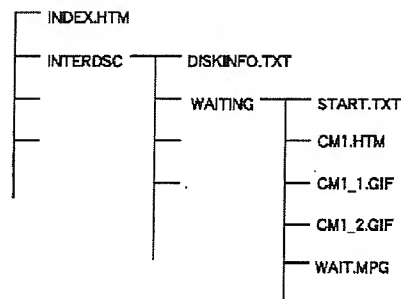 INDEX.HTM
INTERDSC DISKINFO.TXT
WAITING START.TXT
CM1.HTM
CM1_1.GIF
CM1_2.GIF
WAIT.MPG